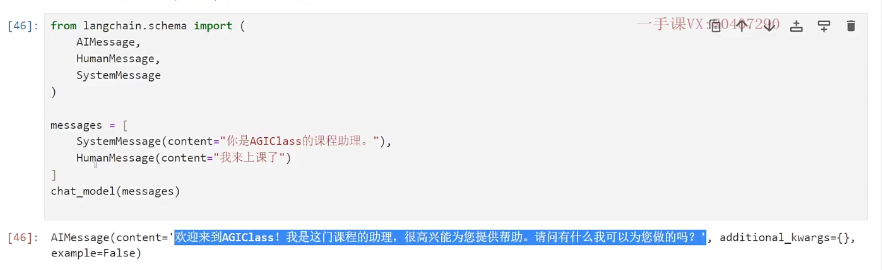 [46]: from langchain.schema import (
    AIMessage,
    HumanMessage,
    SystemMessage
)
messages = [
    SystemMessage(content="你是AGIClass的课程助理。"),
    HumanMessage(content="我来上课了")
]
chat_model(messages)
[46]: AIMessage(content='欢迎来到AGIClass! 我是这门课程的助理，很高兴能为您提供帮助。请问有什么我可以为您做的吗？', additional_kwargs={},
example=False)
一手课VX